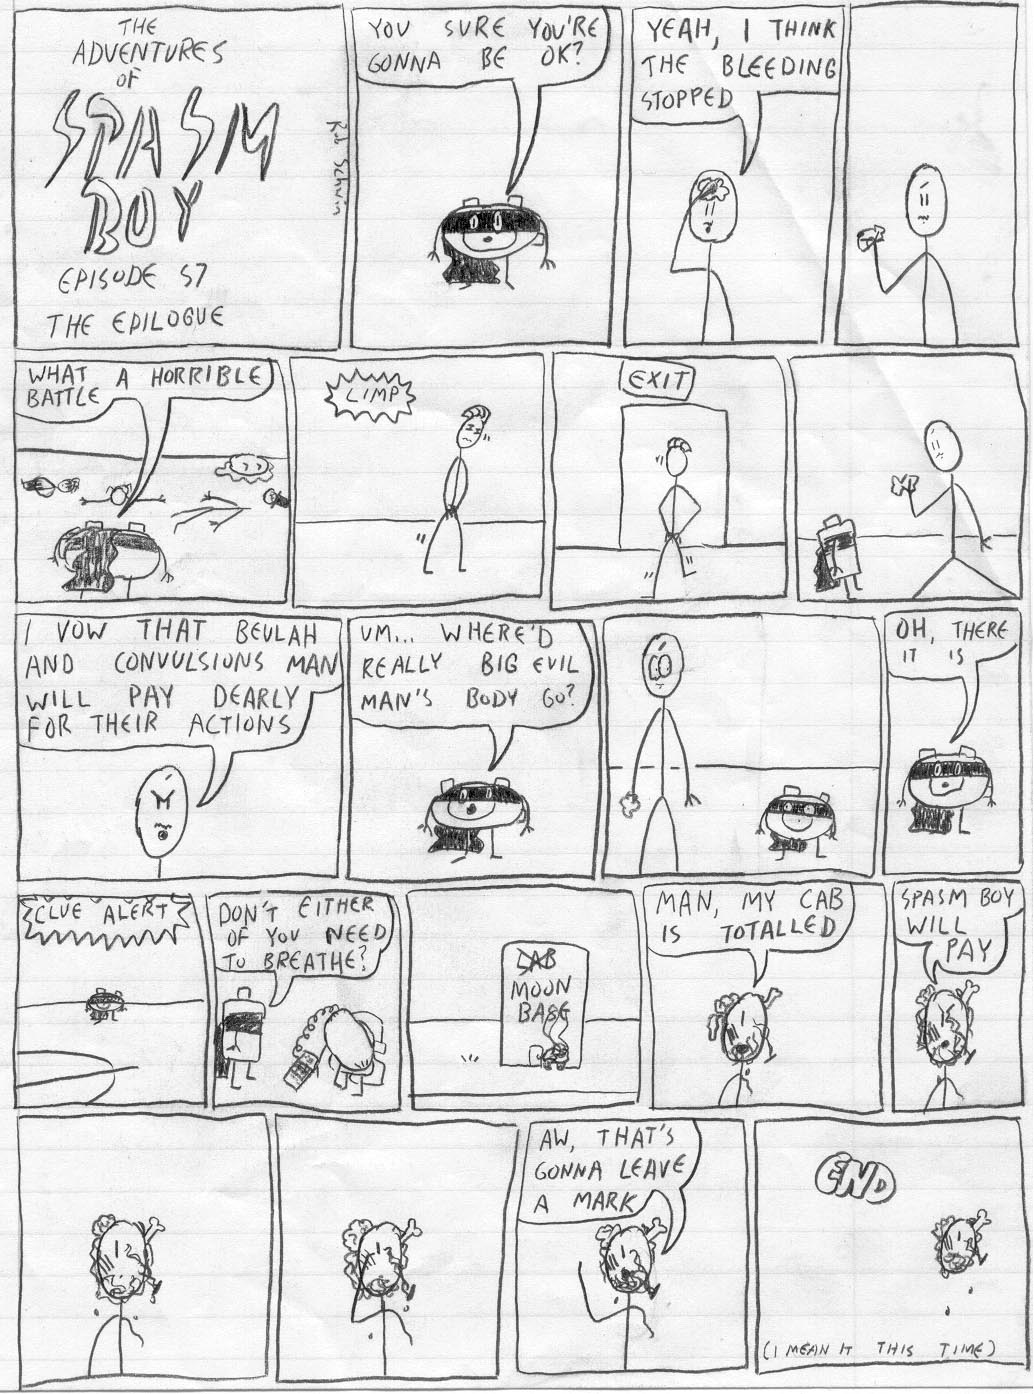 THE
ADVENTURES
OF
SPASM
BOY
EPISODE 57
THE EPILOGUE
Rob Schwin
YOU SURE YOU'RE
GONNA BE OK?
YEAH, I THINK
THE BLEEDING
STOPPED
WHAT A HORRIBLE
BATTLE
LIMP
EXIT
I VOW THAT BEULAH
AND CONVULSIONS MAN
WILL PAY DEARLY
FOR THEIR ACTIONS
UM... WHERE'D
REALLY BIG EVIL
MAN'S BODY GO?
OH, THERE
IT IS
CLUE ALERT
DON'T EITHER
OF YOU NEED
TO BREATHE?
LAB
MOON
BASE
MAN, MY CAB
IS TOTALLED
SPASM BOY
WILL
PAY
AW, THAT'S
GONNA LEAVE
A MARK
END
(I MEAN IT THIS TIME)